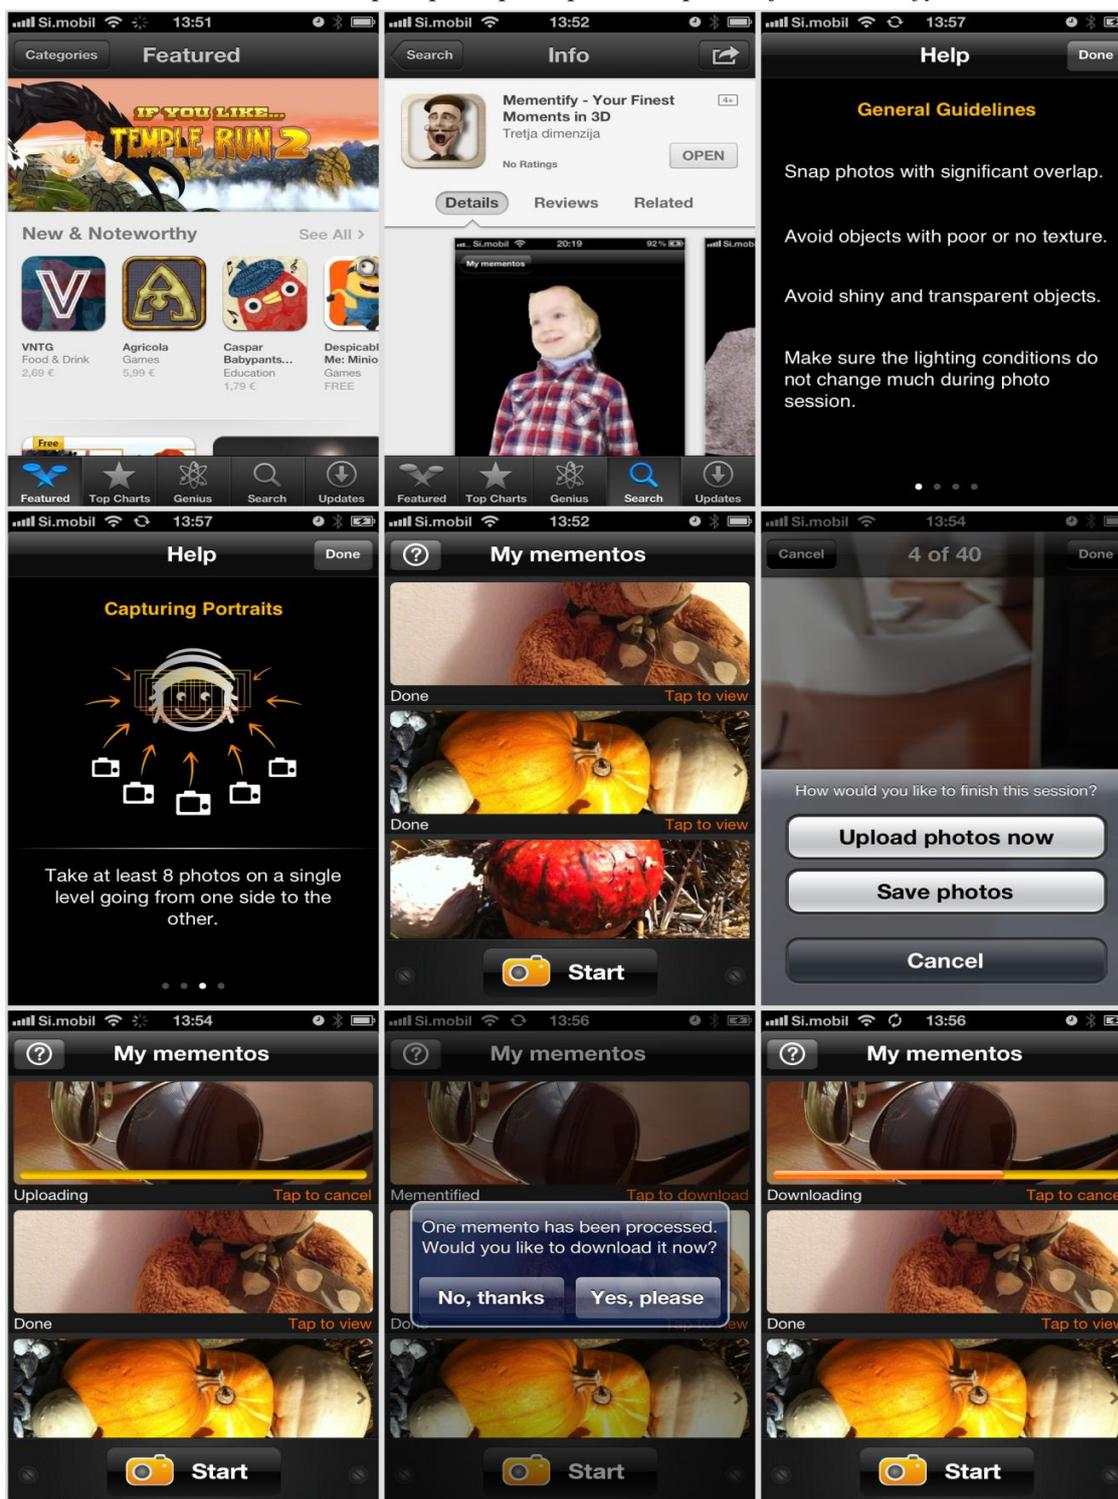 Si.mobil 13:51
Categories Featured
IF YOU LIKE...
TEMPLE RUN 2
New & Noteworthy See All >
VNTG
Food & Drink
2,69 €
Agricola
Games
5,99 €
Caspar
Babypants...
Education
1,79 €
Despicabl
Me: Minio
Games
FREE
Free
Featured Top Charts Genius Search Updates
Si.mobil 13:52
Search Info
Mementify - Your Finest
Moments in 3D
4+
Tretja dimenzija
No Ratings
OPEN
Details Reviews Related
Si.mobil 20:19 92%
Si.mob
My mementos
Featured Top Charts Genius Search Updates
Si.mobil 13:57
Help Done
General Guidelines
Snap photos with significant overlap.
Avoid objects with poor or no texture.
Avoid shiny and transparent objects.
Make sure the lighting conditions do
not change much during photo
session.
Si.mobil 13:57
Help Done
Capturing Portraits
Take at least 8 photos on a single
level going from one side to the
other.
Si.mobil 13:52
? My mementos
Done Tap to view
Done Tap to view
Start
Si.mobil 13:54
Cancel 4 of 40 Done
How would you like to finish this session?
Upload photos now
Save photos
Cancel
Si.mobil 13:54
? My mementos
Uploading Tap to cancel
Done Tap to view
Start
Si.mobil 13:56
? My mementos
Mementified Tap to download
One memento has been processed.
Would you like to download it now?
No, thanks Yes, please
Start
Si.mobil 13:56
? My mementos
Downloading Tap to cance
Done Tap to view
Start